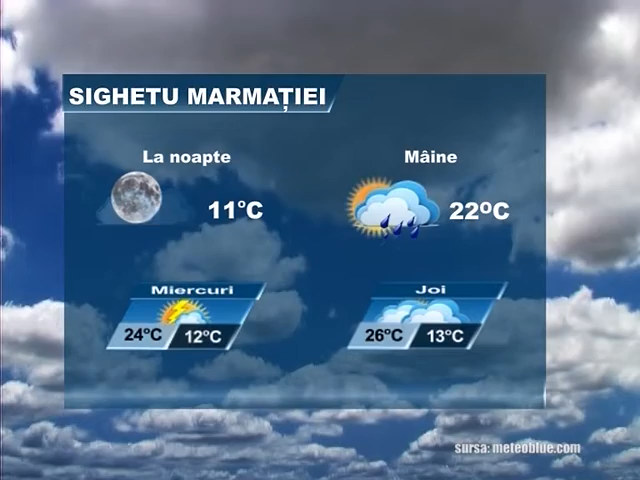 SIGHETU MARMAȚIEI
La noapte
Mâine
11°C
22ºC
Miercuri
Joi
24ºC 12ºC
26ºC 13ºC
sursa: meteoblue.com